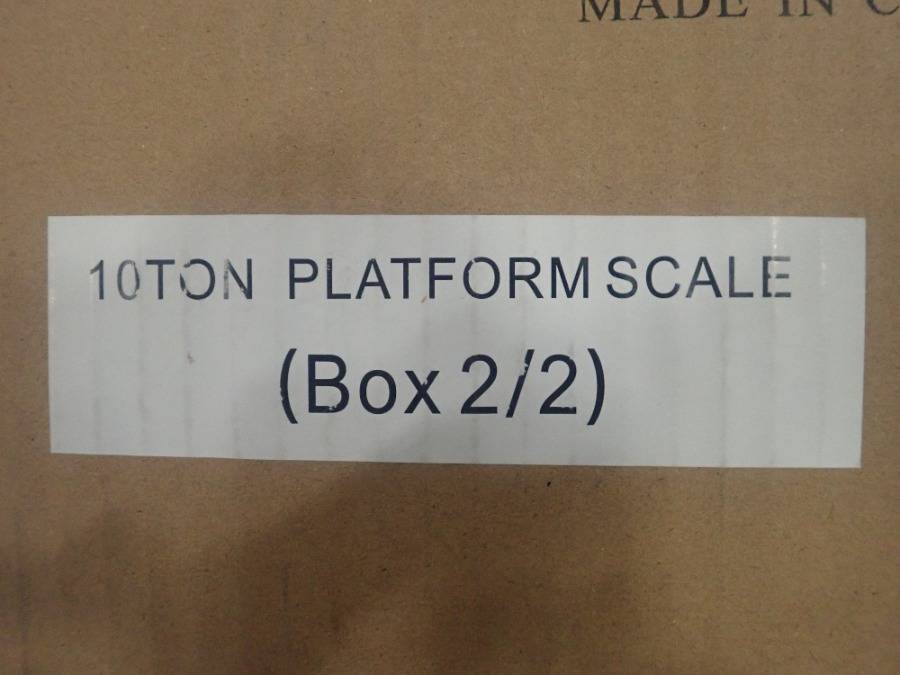 MADE IN C
10TON PLATFORM SCALE
(Box 2/2)